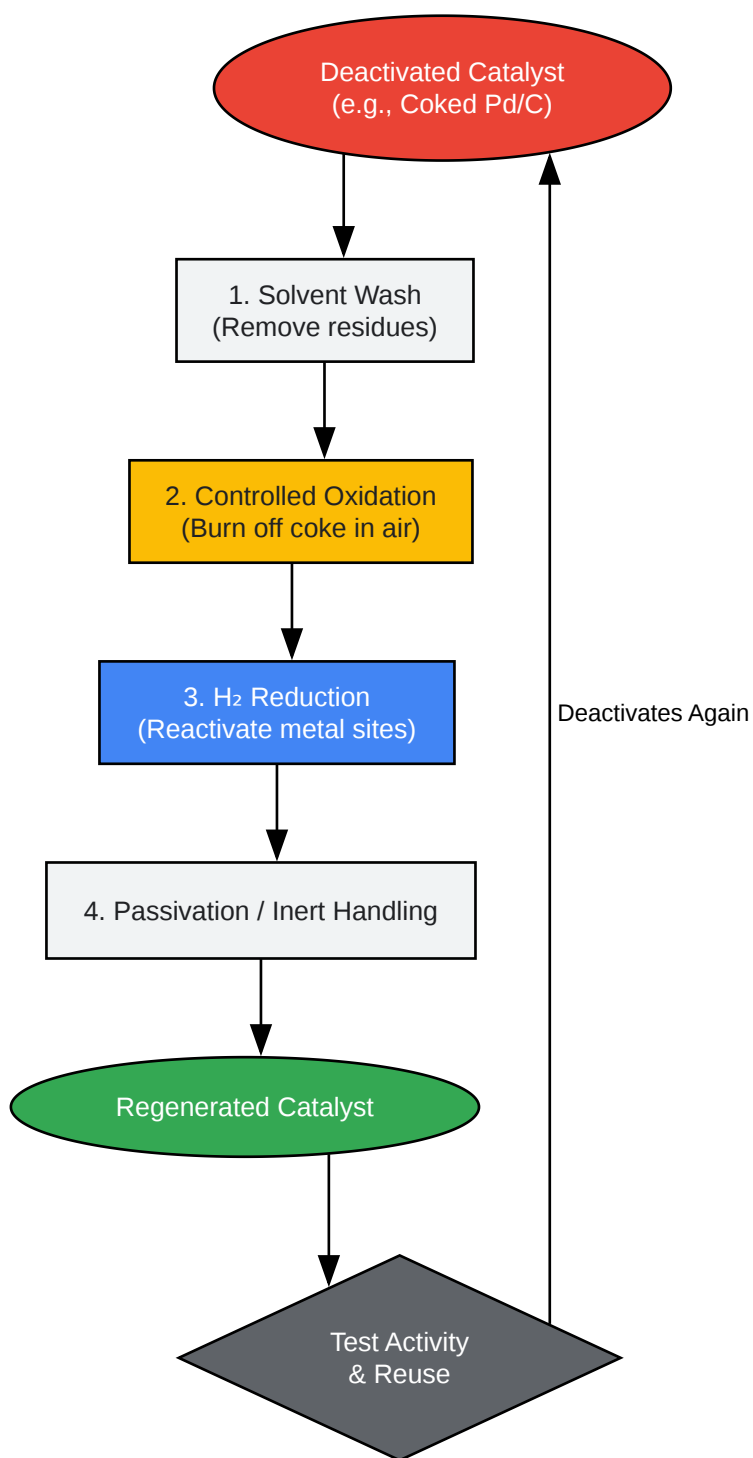 Deactivated Catalyst
(e.g., Coked Pd/C)
1. Solvent Wash
(Remove residues)
2. Controlled Oxidation
(Burn off coke in air)
3. H₂ Reduction
(Reactivate metal sites)
Deactivates Again
4. Passivation / Inert Handling
Regenerated Catalyst
Test Activity
& Reuse